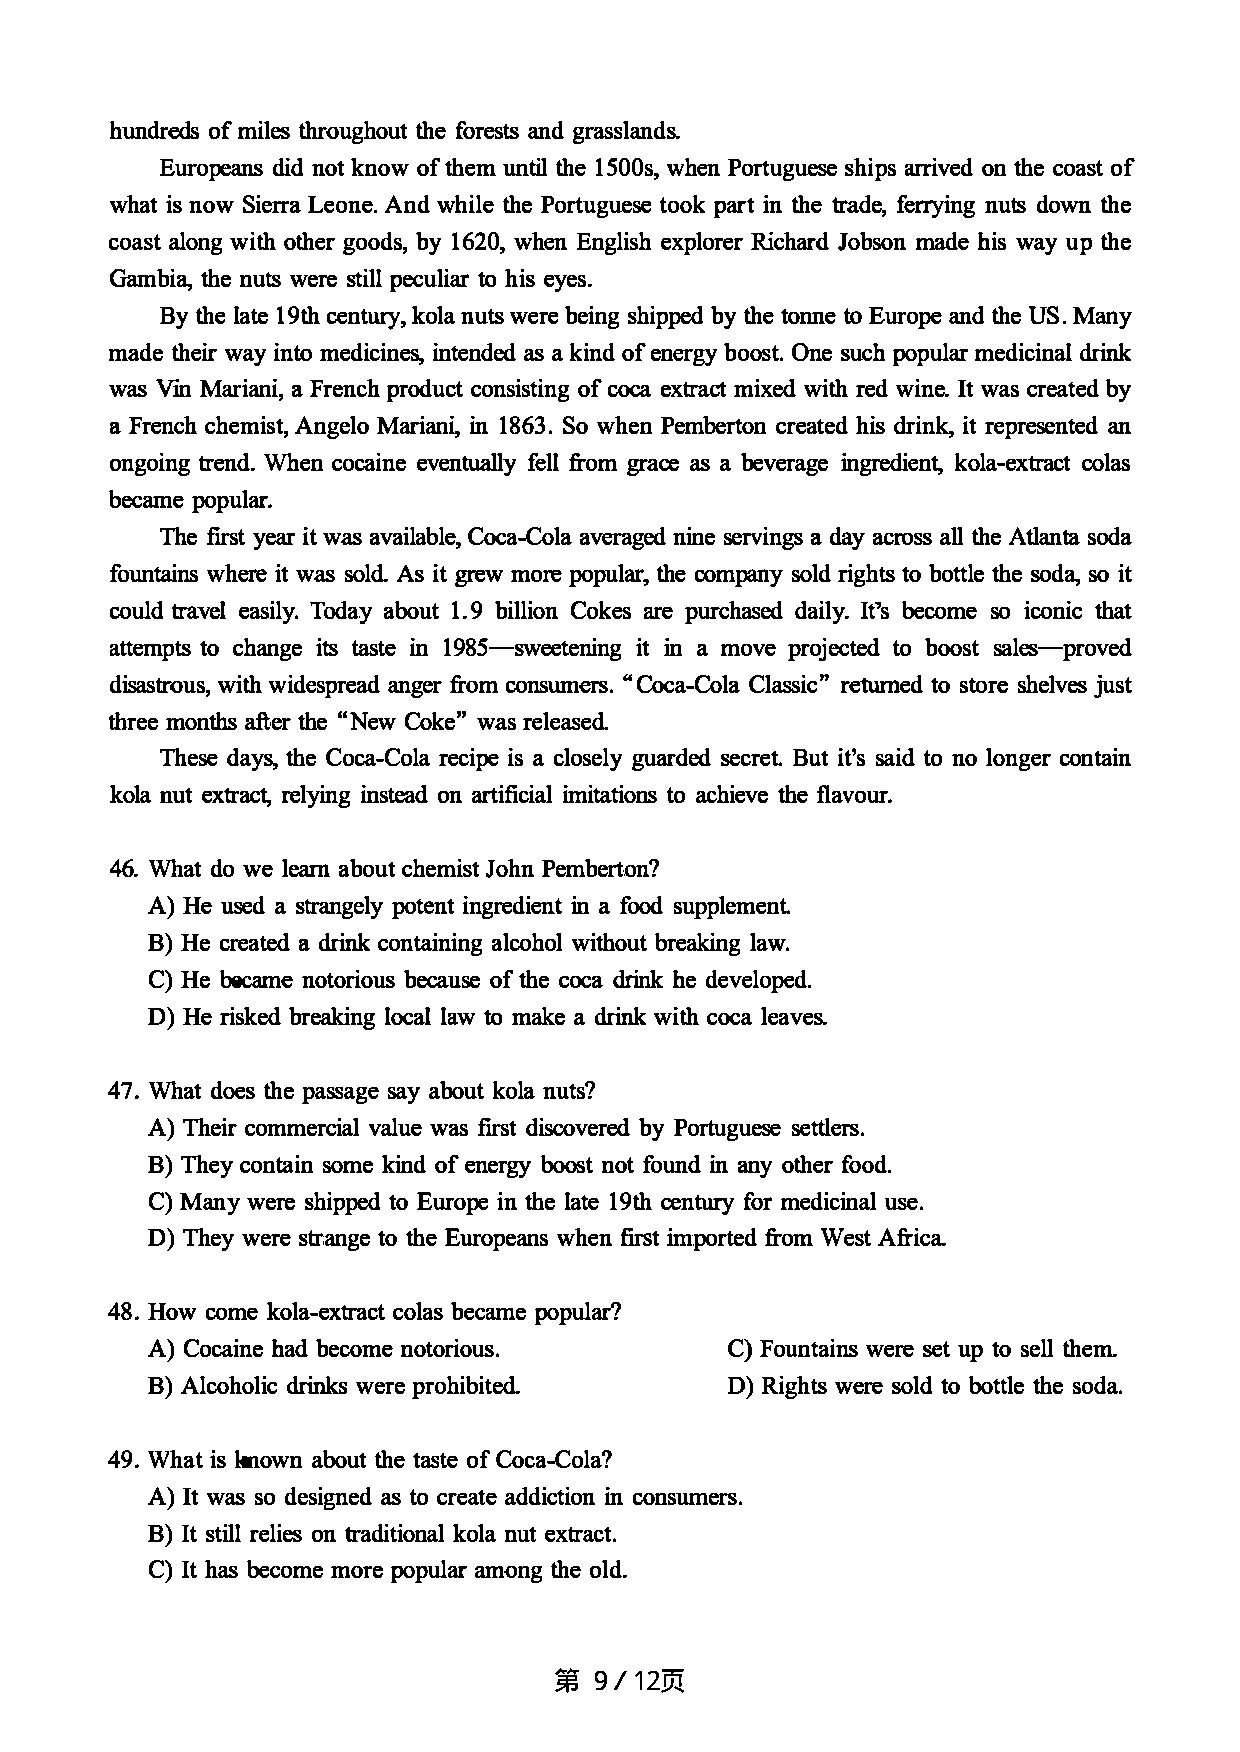 hundreds of miles throughout the forests and grasslands.
Europeans did not know of them until the 1500s, when Portuguese ships arrived on the coast of
what is now Sierra Leone. And while the Portuguese took part in the trade, ferrying nuts down the
coast along with other goods, by 1620, when English explorer Richard Jobson made his way up the
Gambia, the nuts were still peculiar to his eyes.
By the late 19th century, kola nuts were being shipped by the tonne to Europe and the US. Many
made their way into medicines, intended as a kind of energy boost. One such popular medicinal drink
was Vin Mariani, a French product consisting of coca extract mixed with red wine. It was created by
a French chemist, Angelo Mariani, in 1863. So when Pemberton created his drink, it represented an
ongoing trend. When cocaine eventually fell from grace as a beverage ingredient, kola-extract colas
became popular.
The first year it was available, Coca-Cola averaged nine servings a day across all the Atlanta soda
fountains where it was sold. As it grew more popular, the company sold rights to bottle the soda, so it
could travel easily. Today about 1.9 billion Cokes are purchased daily. It’s become so iconic that
attempts to change its taste in 1985—sweetening it in a move projected to boost sales—proved
disastrous, with widespread anger from consumers. “Coca-Cola Classic” returned to store shelves just
three months after the “New Coke” was released.
These days, the Coca-Cola recipe is a closely guarded secret. But it’s said to no longer contain
kola nut extract, relying instead on artificial imitations to achieve the flavour.
46. What do we learn about chemist John Pemberton?
A) He used a strangely potent ingredient in a food supplement.
B) He created a drink containing alcohol without breaking law.
C) He became notorious because of the coca drink he developed.
D) He risked breaking local law to make a drink with coca leaves.
47. What does the passage say about kola nuts?
A) Their commercial value was first discovered by Portuguese settlers.
B) They contain some kind of energy boost not found in any other food.
C) Many were shipped to Europe in the late 19th century for medicinal use.
D) They were strange to the Europeans when first imported from West Africa.
48. How come kola-extract colas became popular?
A) Cocaine had become notorious. C) Fountains were set up to sell them.
B) Alcoholic drinks were prohibited. D) Rights were sold to bottle the soda.
49. What is known about the taste of Coca-Cola?
A) It was so designed as to create addiction in consumers.
B) It still relies on traditional kola nut extract.
C) It has become more popular among the old.
第 9 / 12页